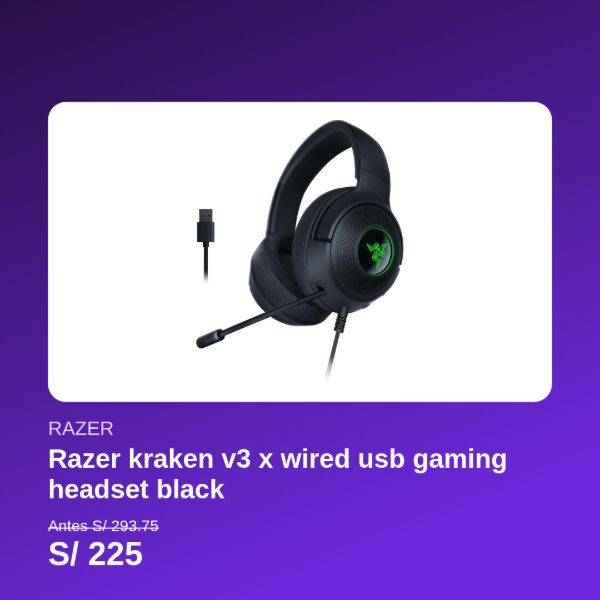 RAZER
Razer kraken v3 x wired usb gaming
headset black
Antes S/ 293.75
S/ 225